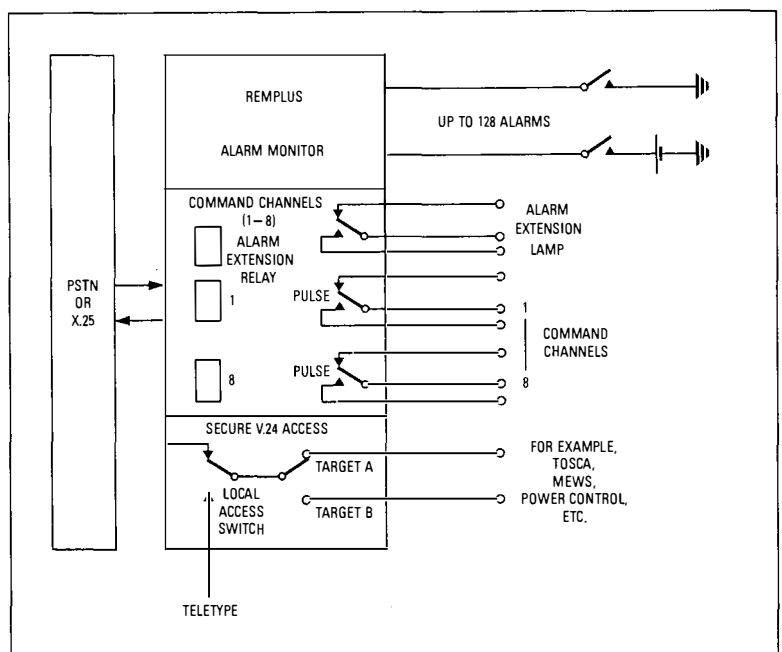 REMPLUS
ALARM MONITOR
UP TO 128 ALARMS
COMMAND CHANNELS
(1–8)
ALARM
EXTENSION
RELAY
ALARM
EXTENSION
LAMP
PSTN
OR
X.25
1
PULSE
1
COMMAND
CHANNELS
8
PULSE
8
SECURE V.24 ACCESS
TARGET A
LOCAL
ACCESS
SWITCH
TARGET B
FOR EXAMPLE,
TOSCA,
MEWS,
POWER CONTROL,
ETC.
TELETYPE